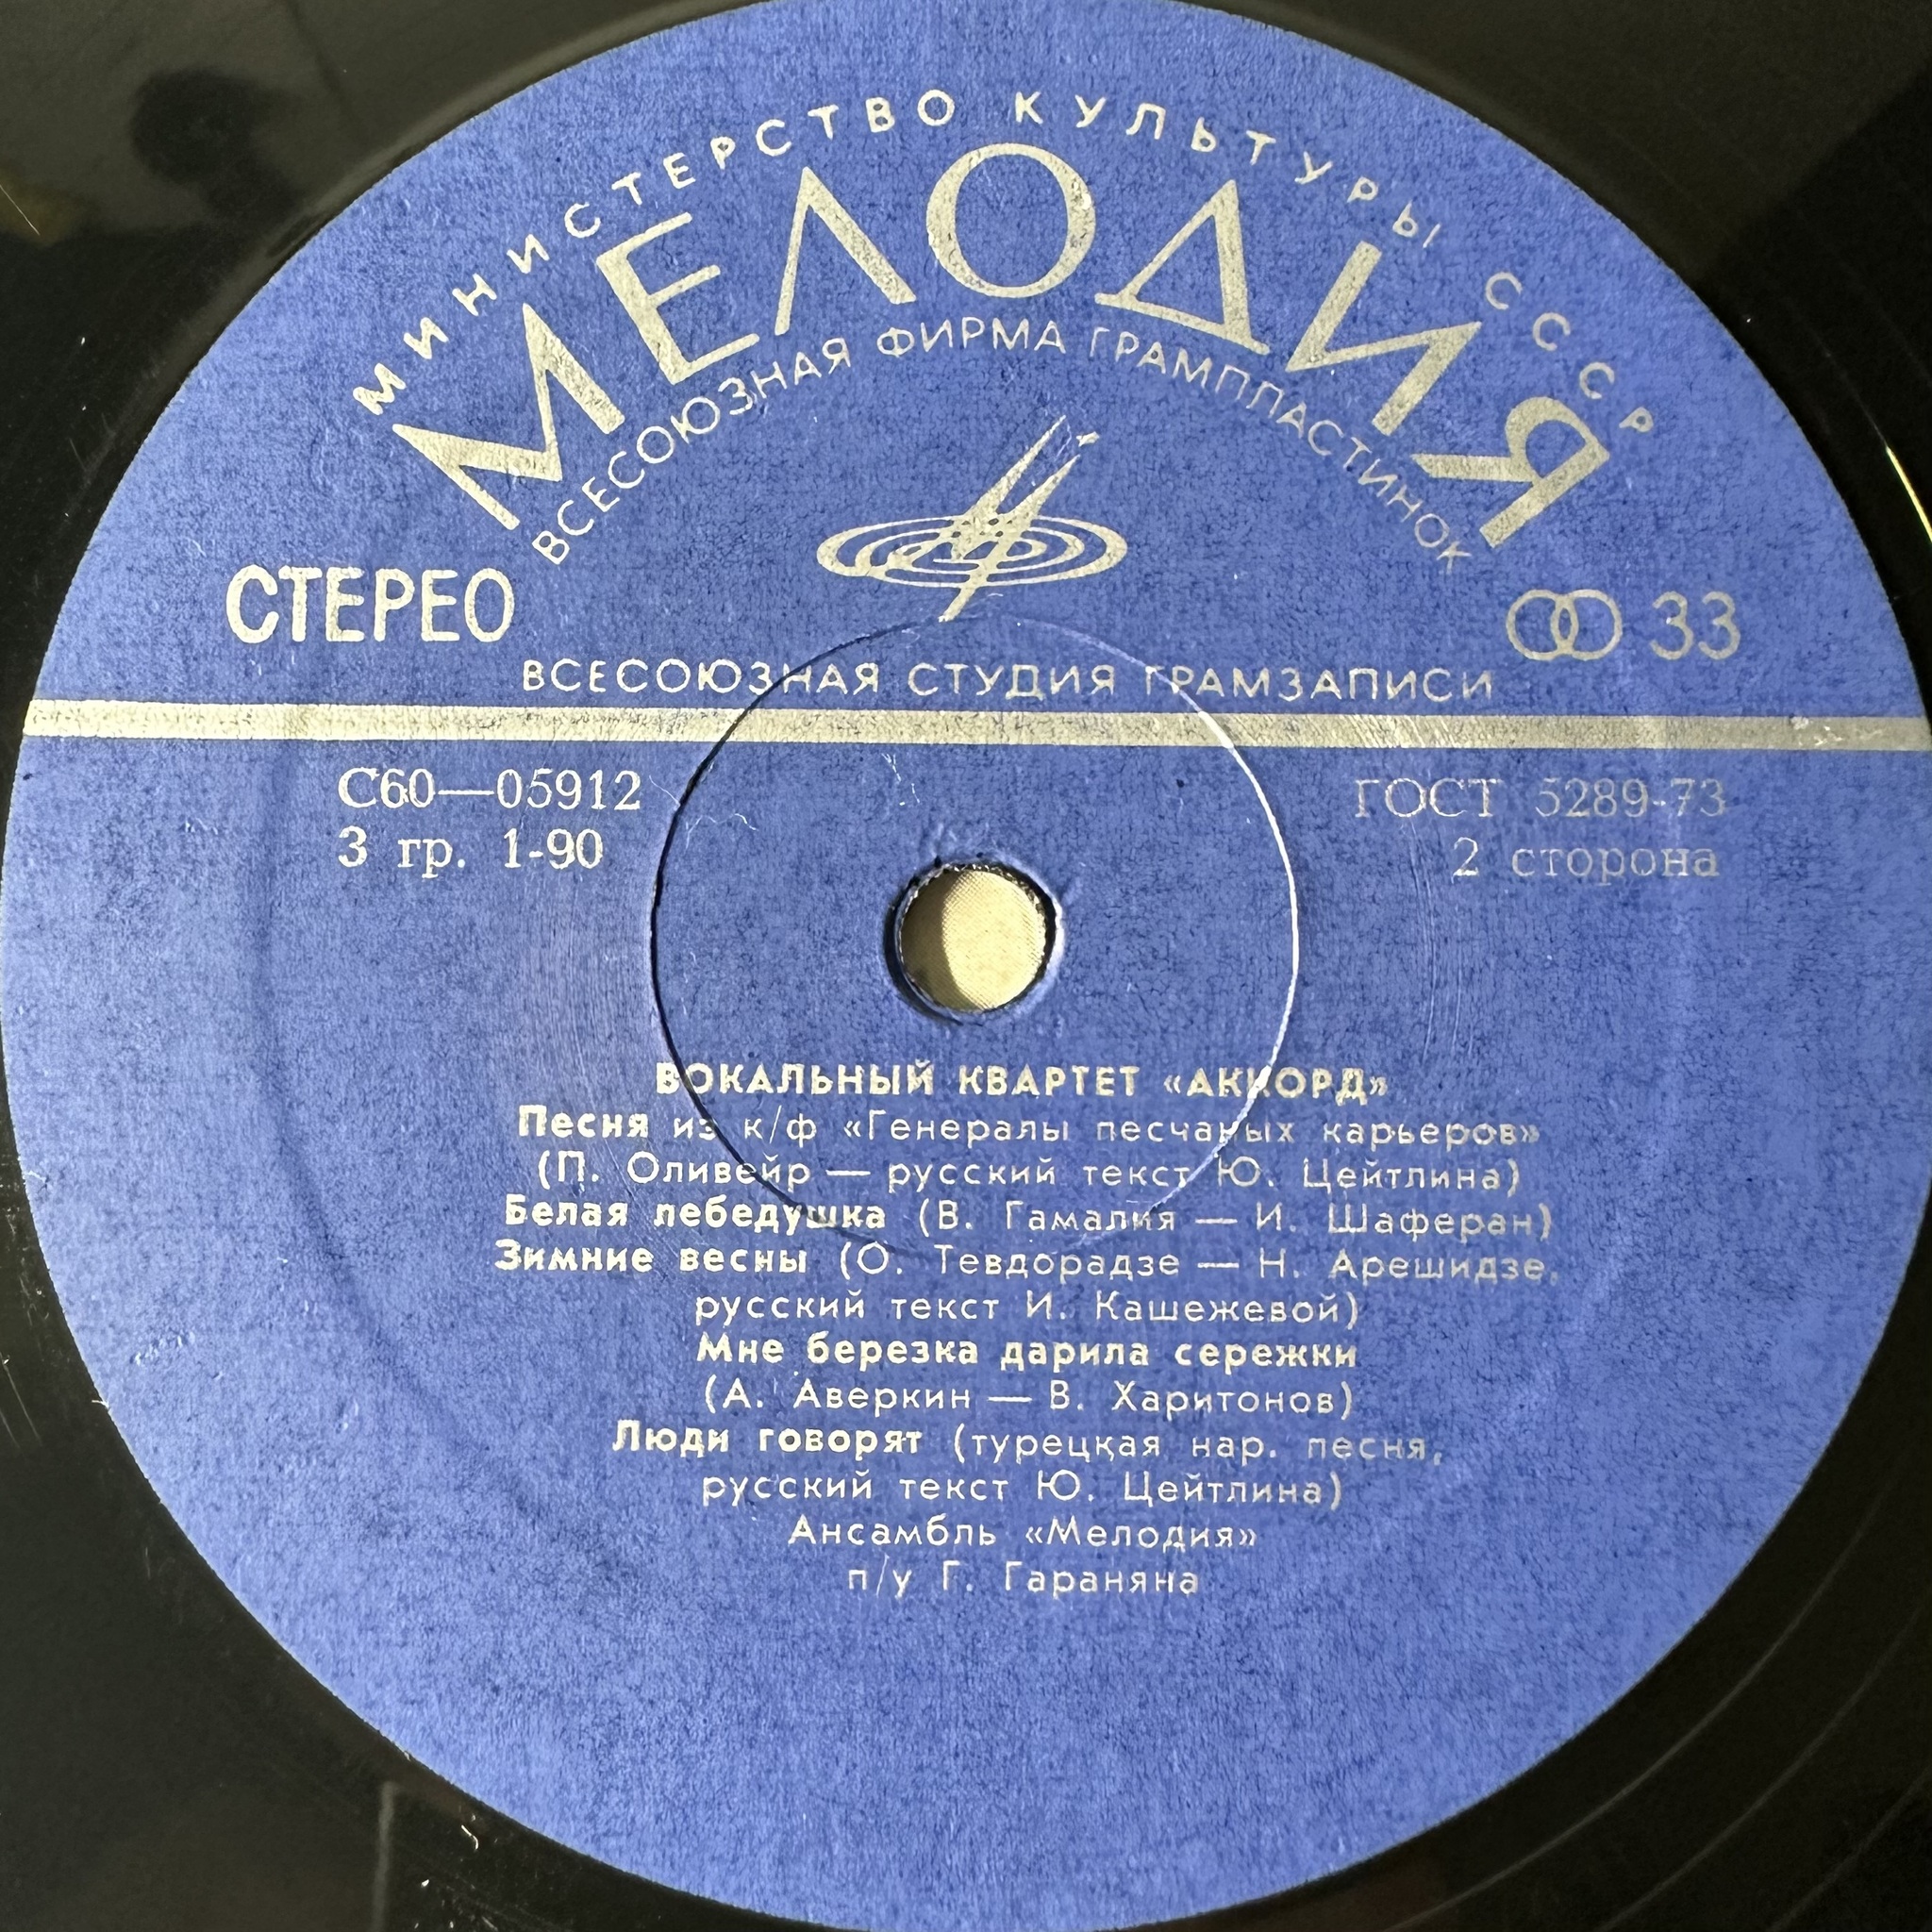 МИНИСТЕРСТВО КУЛЬТУРЫ СССР
МЕЛОДИЯ
ВСЕСОЮЗНАЯ ФИРМА ГРАМПЛАСТИНОК
СТЕРЕО
33
ВСЕСОЮЗНАЯ СТУДИЯ ГРАМЗАПИСИ
С60—05912
ГОСТ 5289-73
3 гр. 1-90
2 сторона
ВОКАЛЬНЫЙ КВАРТЕТ «АККОРД»
Песня из к/ф «Генералы песчаных карьеров»
(П. Оливейр — русский текст Ю. Цейтлина)
Белая лебедушка (В. Гамалия — И. Шаферан)
Зимние весны (О. Тевдорадзе — Н. Арешидзе,
русский текст И. Кашежевой)
Мне березка дарила сережки
(А. Аверкин — В. Харитонов)
Люди говорят (турецкая нар. песня,
русский текст Ю. Цейтлина)
Ансамбль «Мелодия»
п/у Г. Гараняна